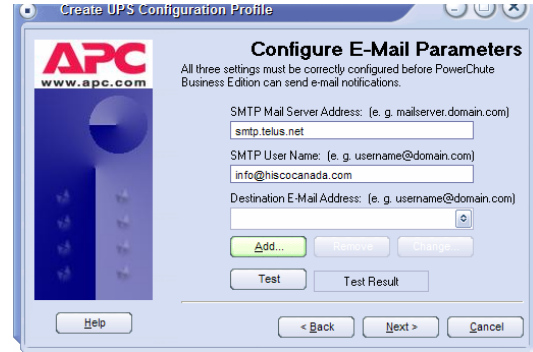 Create UPS Configuration Profile
APC
www.apc.com
Configure E-Mail Parameters
All three settings must be correctly configured before PowerChute
Business Edition can send e-mail notifications.
SMTP Mail Server Address: (e. g. mailserver.domain.com)
smtp.telus.net
SMTP User Name: (e. g. username@domain.com)
info@hiscocanada.com
Destination E-Mail Address: (e. g. username@domain.com)
Add... Remove Change...
Test Test Result
Help < Back Next > Cancel